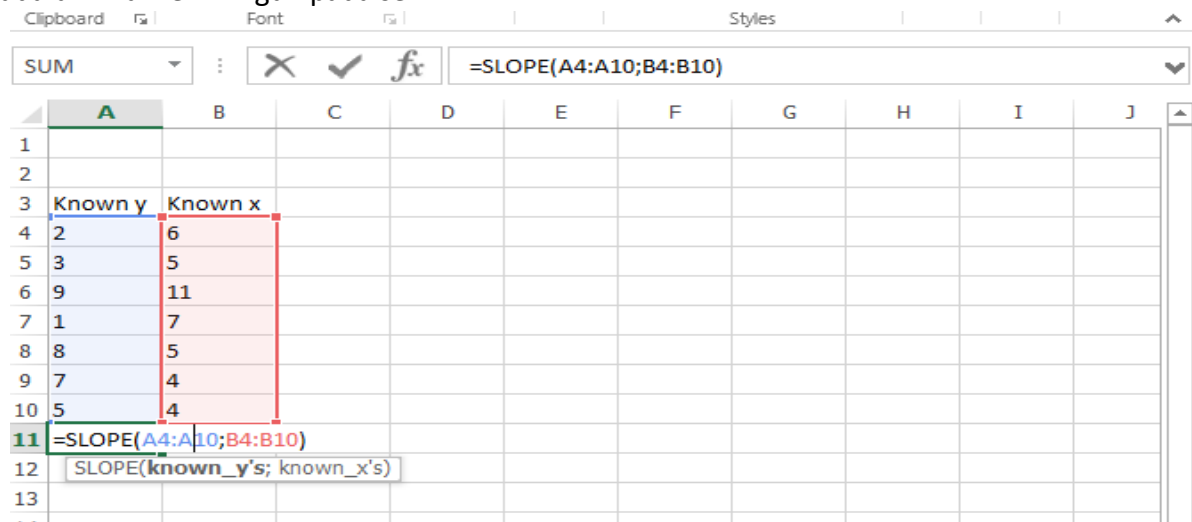 Clipboard Font Styles
SUM fx =SLOPE(A4:A10;B4:B10)
A B C D E F G H I J
1
2
3 Known y Known x
4 2 6
5 3 5
6 9 11
7 1 7
8 8 5
9 7 4
10 5 4
11 =SLOPE(A4:A10;B4:B10)
12 SLOPE(known_y's; known_x's)
13